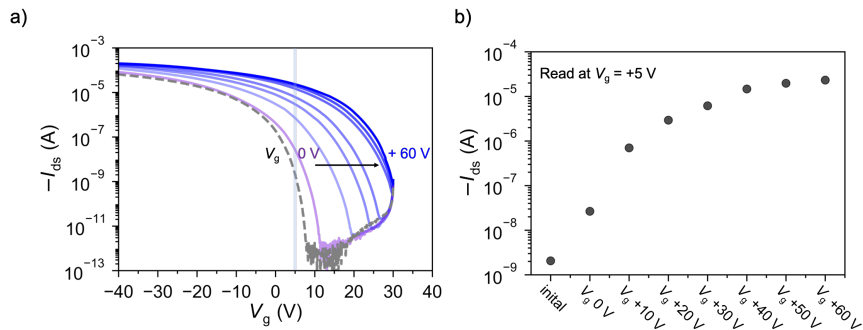 a)
b)
10⁻³
10⁻⁵
10⁻⁷
10⁻⁹
10⁻¹¹
10⁻¹³
−I_ds (A)
V_g 0 V
+ 60 V
−40 −30 −20 −10 0 10 20 30 40
V_g (V)
10⁻⁴
10⁻⁵
10⁻⁶
10⁻⁷
10⁻⁸
10⁻⁹
−I_ds (A)
Read at V_g = +5 V
inital
V_g 0 V
V_g +10 V
V_g +20 V
V_g +30 V
V_g +40 V
V_g +50 V
V_g +60 V